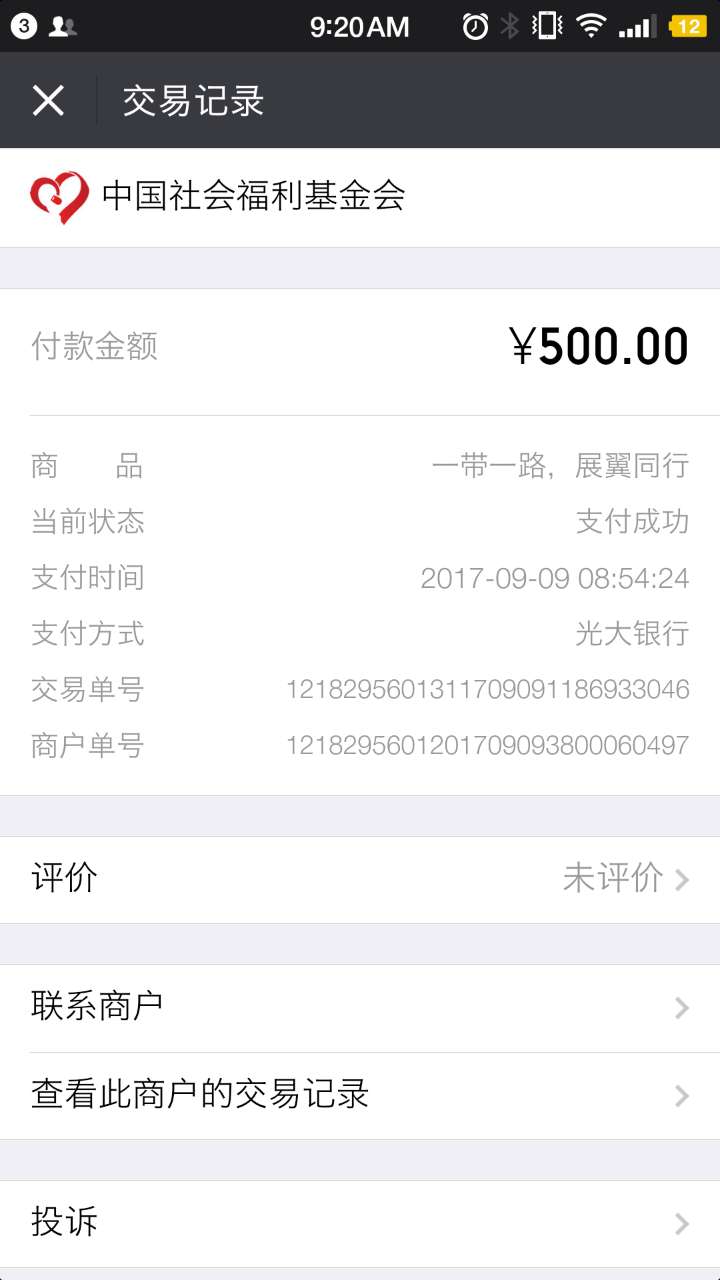 3 9:20AM 12
交易记录
中国社会福利基金会
付款金额 ¥500.00
商 品 一带一路，展翼同行
当前状态 支付成功
支付时间 2017-09-09 08:54:24
支付方式 光大银行
交易单号 1218295601311709091186933046
商户单号 1218295601201709093800060497
评价 未评价
联系商户
查看此商户的交易记录
投诉